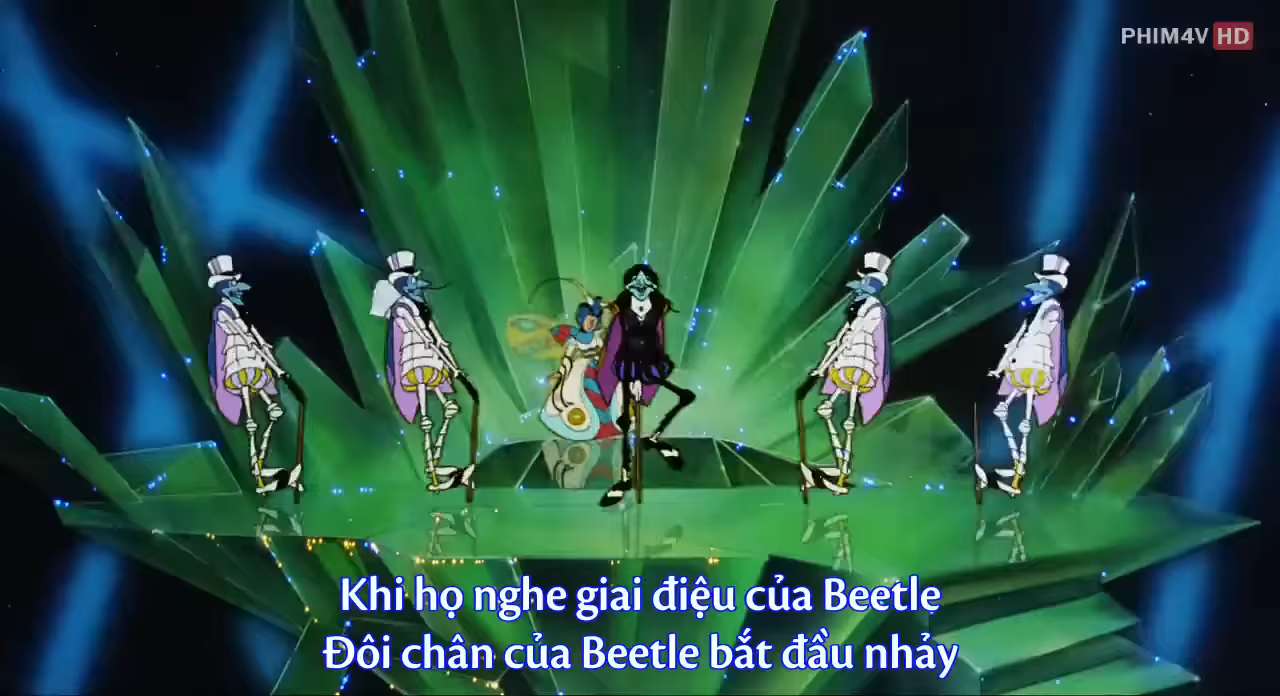 PHIM4V HD
Khi họ nghe giai điệu của Beetle
Đôi chân của Beetle bắt đầu nhảy